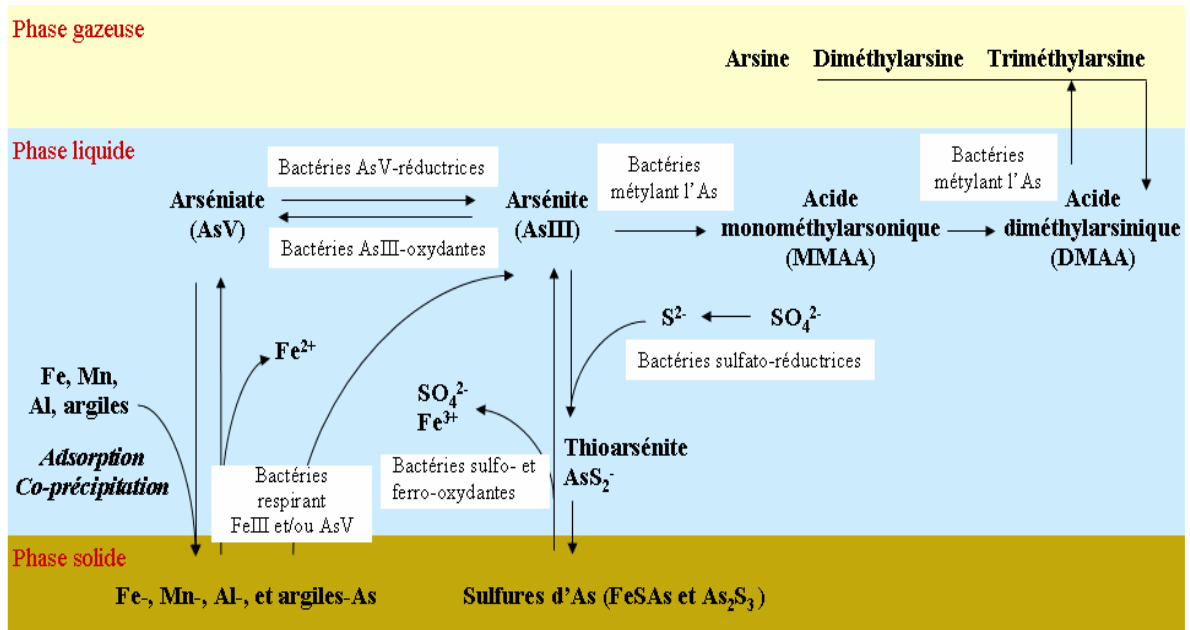 Phase gazeuse
Arsine Diméthylarsine Triméthylarsine
Phase liquide
Bactéries AsV-réductrices
Bactéries
métylant l’As
Bactéries
métylant l’As
Arséniate
(AsV)
Arsénite
(AsIII)
Acide
monométhylarsonique
(MMAA)
Acide
diméthylarsinique
(DMAA)
Bactéries AsIII-oxydantes
S²⁻
SO₄²⁻
Bactéries sulfato-réductrices
Fe²⁺
Fe, Mn,
Al, argiles
SO₄²⁻
Fe³⁺
Adsorption
Co-précipitation
Bactéries
respirant
FeIII et/ou AsV
Bactéries sulfo- et
ferro-oxydantes
Thioarsénite
AsS₂⁻
Phase solide
Fe-, Mn-, Al-, et argiles-As
Sulfures d’As (FeSAs et As₂S₃ )